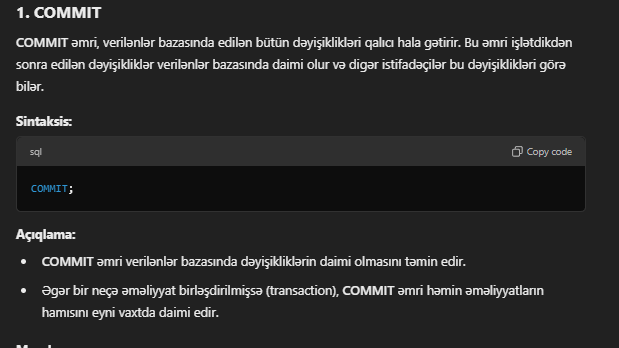 1. COMMIT
COMMIT əmri, verilənlər bazasında edilən bütün dəyişiklikləri qalıcı hala gətirir. Bu əmri işlətdikdən
sonra edilən dəyişikliklər verilənlər bazasında daimi olur və digər istifadəçilər bu dəyişiklikləri görə
bilər.
Sintaksis:
sql
Copy code
COMMIT;
Açıqlama:
• COMMIT əmri verilənlər bazasında dəyişikliklərin daimi olmasını təmin edir.
• Əgər bir neçə əməliyyat birləşdirilmişsə (transaction), COMMIT əmri həmin əməliyyatların
hamısını eyni vaxtda daimi edir.